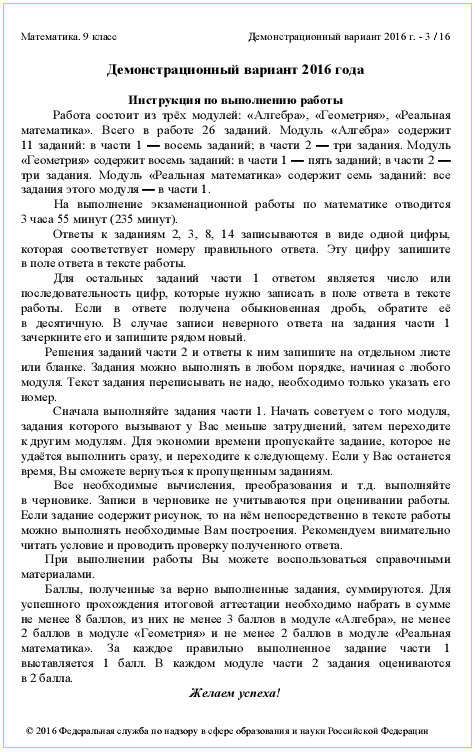 Математика. 9 класс Демонстрационный вариант 2016 г. - 3 / 16
Демонстрационный вариант 2016 года
Инструкция по выполнению работы
Работа состоит из трёх модулей: «Алгебра», «Геометрия», «Реальная
математика». Всего в работе 26 заданий. Модуль «Алгебра» содержит
11 заданий: в части 1 — восемь заданий; в части 2 — три задания. Модуль
«Геометрия» содержит восемь заданий: в части 1 — пять заданий; в части 2 —
три задания. Модуль «Реальная математика» содержит семь заданий: все
задания этого модуля — в части 1.
На выполнение экзаменационной работы по математике отводится
3 часа 55 минут (235 минут).
Ответы к заданиям 2, 3, 8, 14 записываются в виде одной цифры,
которая соответствует номеру правильного ответа. Эту цифру запишите
в поле ответа в тексте работы.
Для остальных заданий части 1 ответом является число или
последовательность цифр, которые нужно записать в поле ответа в тексте
работы. Если в ответе получена обыкновенная дробь, обратите её
в десятичную. В случае записи неверного ответа на задания части 1
зачеркните его и запишите рядом новый.
Решения заданий части 2 и ответы к ним запишите на отдельном листе
или бланке. Задания можно выполнять в любом порядке, начиная с любого
модуля. Текст задания переписывать не надо, необходимо только указать его
номер.
Сначала выполняйте задания части 1. Начать советуем с того модуля,
задания которого вызывают у Вас меньше затруднений, затем переходите
к другим модулям. Для экономии времени пропускайте задание, которое не
удаётся выполнить сразу, и переходите к следующему. Если у Вас останется
время, Вы сможете вернуться к пропущенным заданиям.
Все необходимые вычисления, преобразования и т.д. выполняйте
в черновике. Записи в черновике не учитываются при оценивании работы.
Если задание содержит рисунок, то на нём непосредственно в тексте работы
можно выполнять необходимые Вам построения. Рекомендуем внимательно
читать условие и проводить проверку полученного ответа.
При выполнении работы Вы можете воспользоваться справочными
материалами.
Баллы, полученные за верно выполненные задания, суммируются. Для
успешного прохождения итоговой аттестации необходимо набрать в сумме
не менее 8 баллов, из них не менее 3 баллов в модуле «Алгебра», не менее
2 баллов в модуле «Геометрия» и не менее 2 баллов в модуле «Реальная
математика». За каждое правильно выполненное задание части 1
выставляется 1 балл. В каждом модуле части 2 задания оцениваются
в 2 балла.
Желаем успеха!
© 2016 Федеральная служба по надзору в сфере образования и науки Российской Федерации